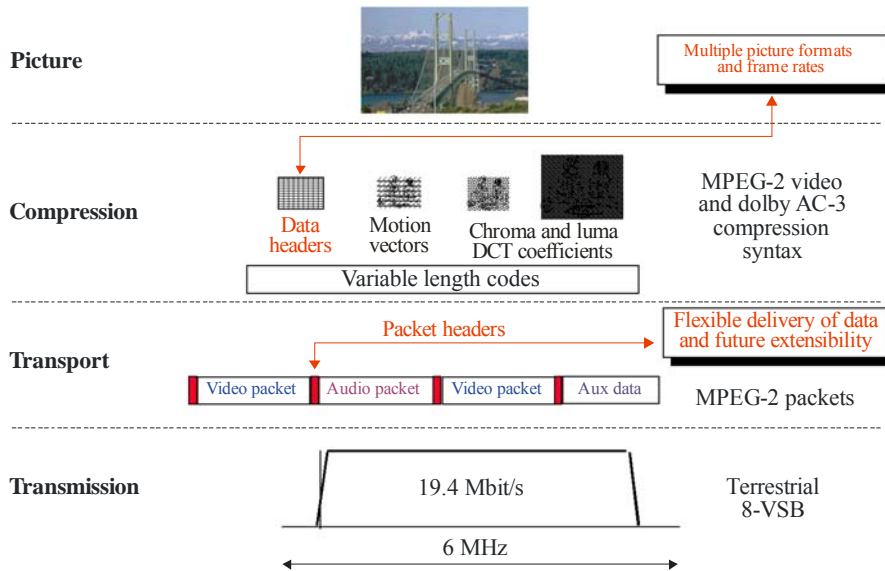 Picture
Multiple picture formats
and frame rates
Compression
Data
headers
Motion
vectors
Chroma and luma
DCT coefficients
MPEG-2 video
and dolby AC-3
compression
syntax
Variable length codes
Transport
Packet headers
Flexible delivery of data
and future extensibility
Video packet
Audio packet
Video packet
Aux data
MPEG-2 packets
Transmission
19.4 Mbit/s
Terrestrial
8-VSB
6 MHz